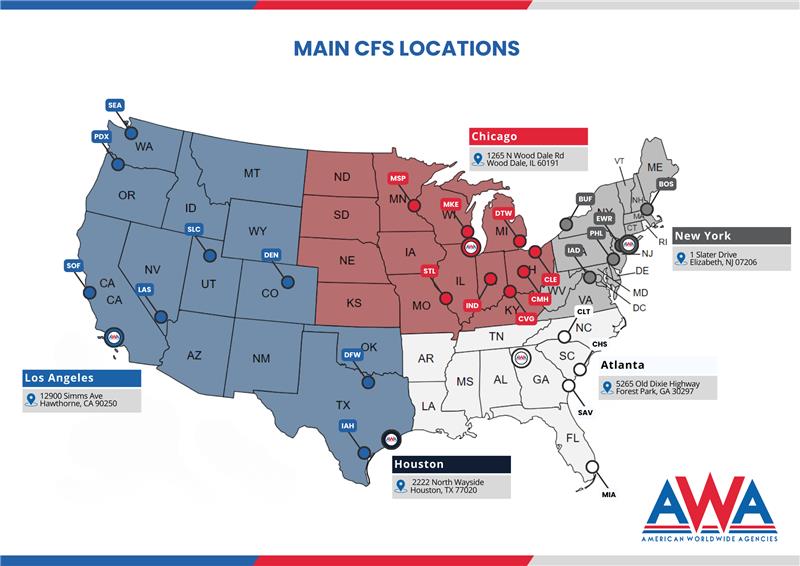 MAIN CFS LOCATIONS
SEA
PDX
WA
OR
MT
ID
WY
SLC
SOF
NV
CA
CA
LAS
UT
DEN
CO
AZ
NM
AWA
Los Angeles
12900 Simms Ave
Hawthorne, CA 90250
OK
DFW
TX
IAH
AWA
Houston
2222 North Wayside
Houston, TX 77020
ND
SD
NE
KS
MSP
MN
MKE
WI
DTW
MI
AWA
IA
STL
IL
MO
IND
CLE
CMH
CVG
KY
Chicago
1265 N Wood Dale Rd
Wood Dale, IL 60191
VT
ME
NH
MA
CT
RI
BOS
BUF
NY
EWR
PHL
AWA
IAD
NJ
DE
MD
DC
WV
VA
New York
1 Slater Drive
Elizabeth, NJ 07206
CLT
NC
TN
AR
CHS
SC
MS
AL
GA
AWA
LA
SAV
FL
MIA
Atlanta
5265 Old Dixie Highway
Forest Park, GA 30297
AWA
AMERICAN WORLDWIDE AGENCIES